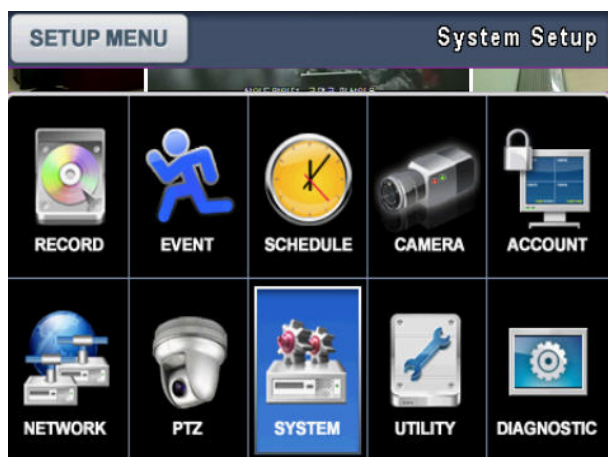 SETUP MENU
System Setup
RECORD
EVENT
SCHEDULE
CAMERA
ACCOUNT
NETWORK
PTZ
SYSTEM
UTILITY
DIAGNOSTIC